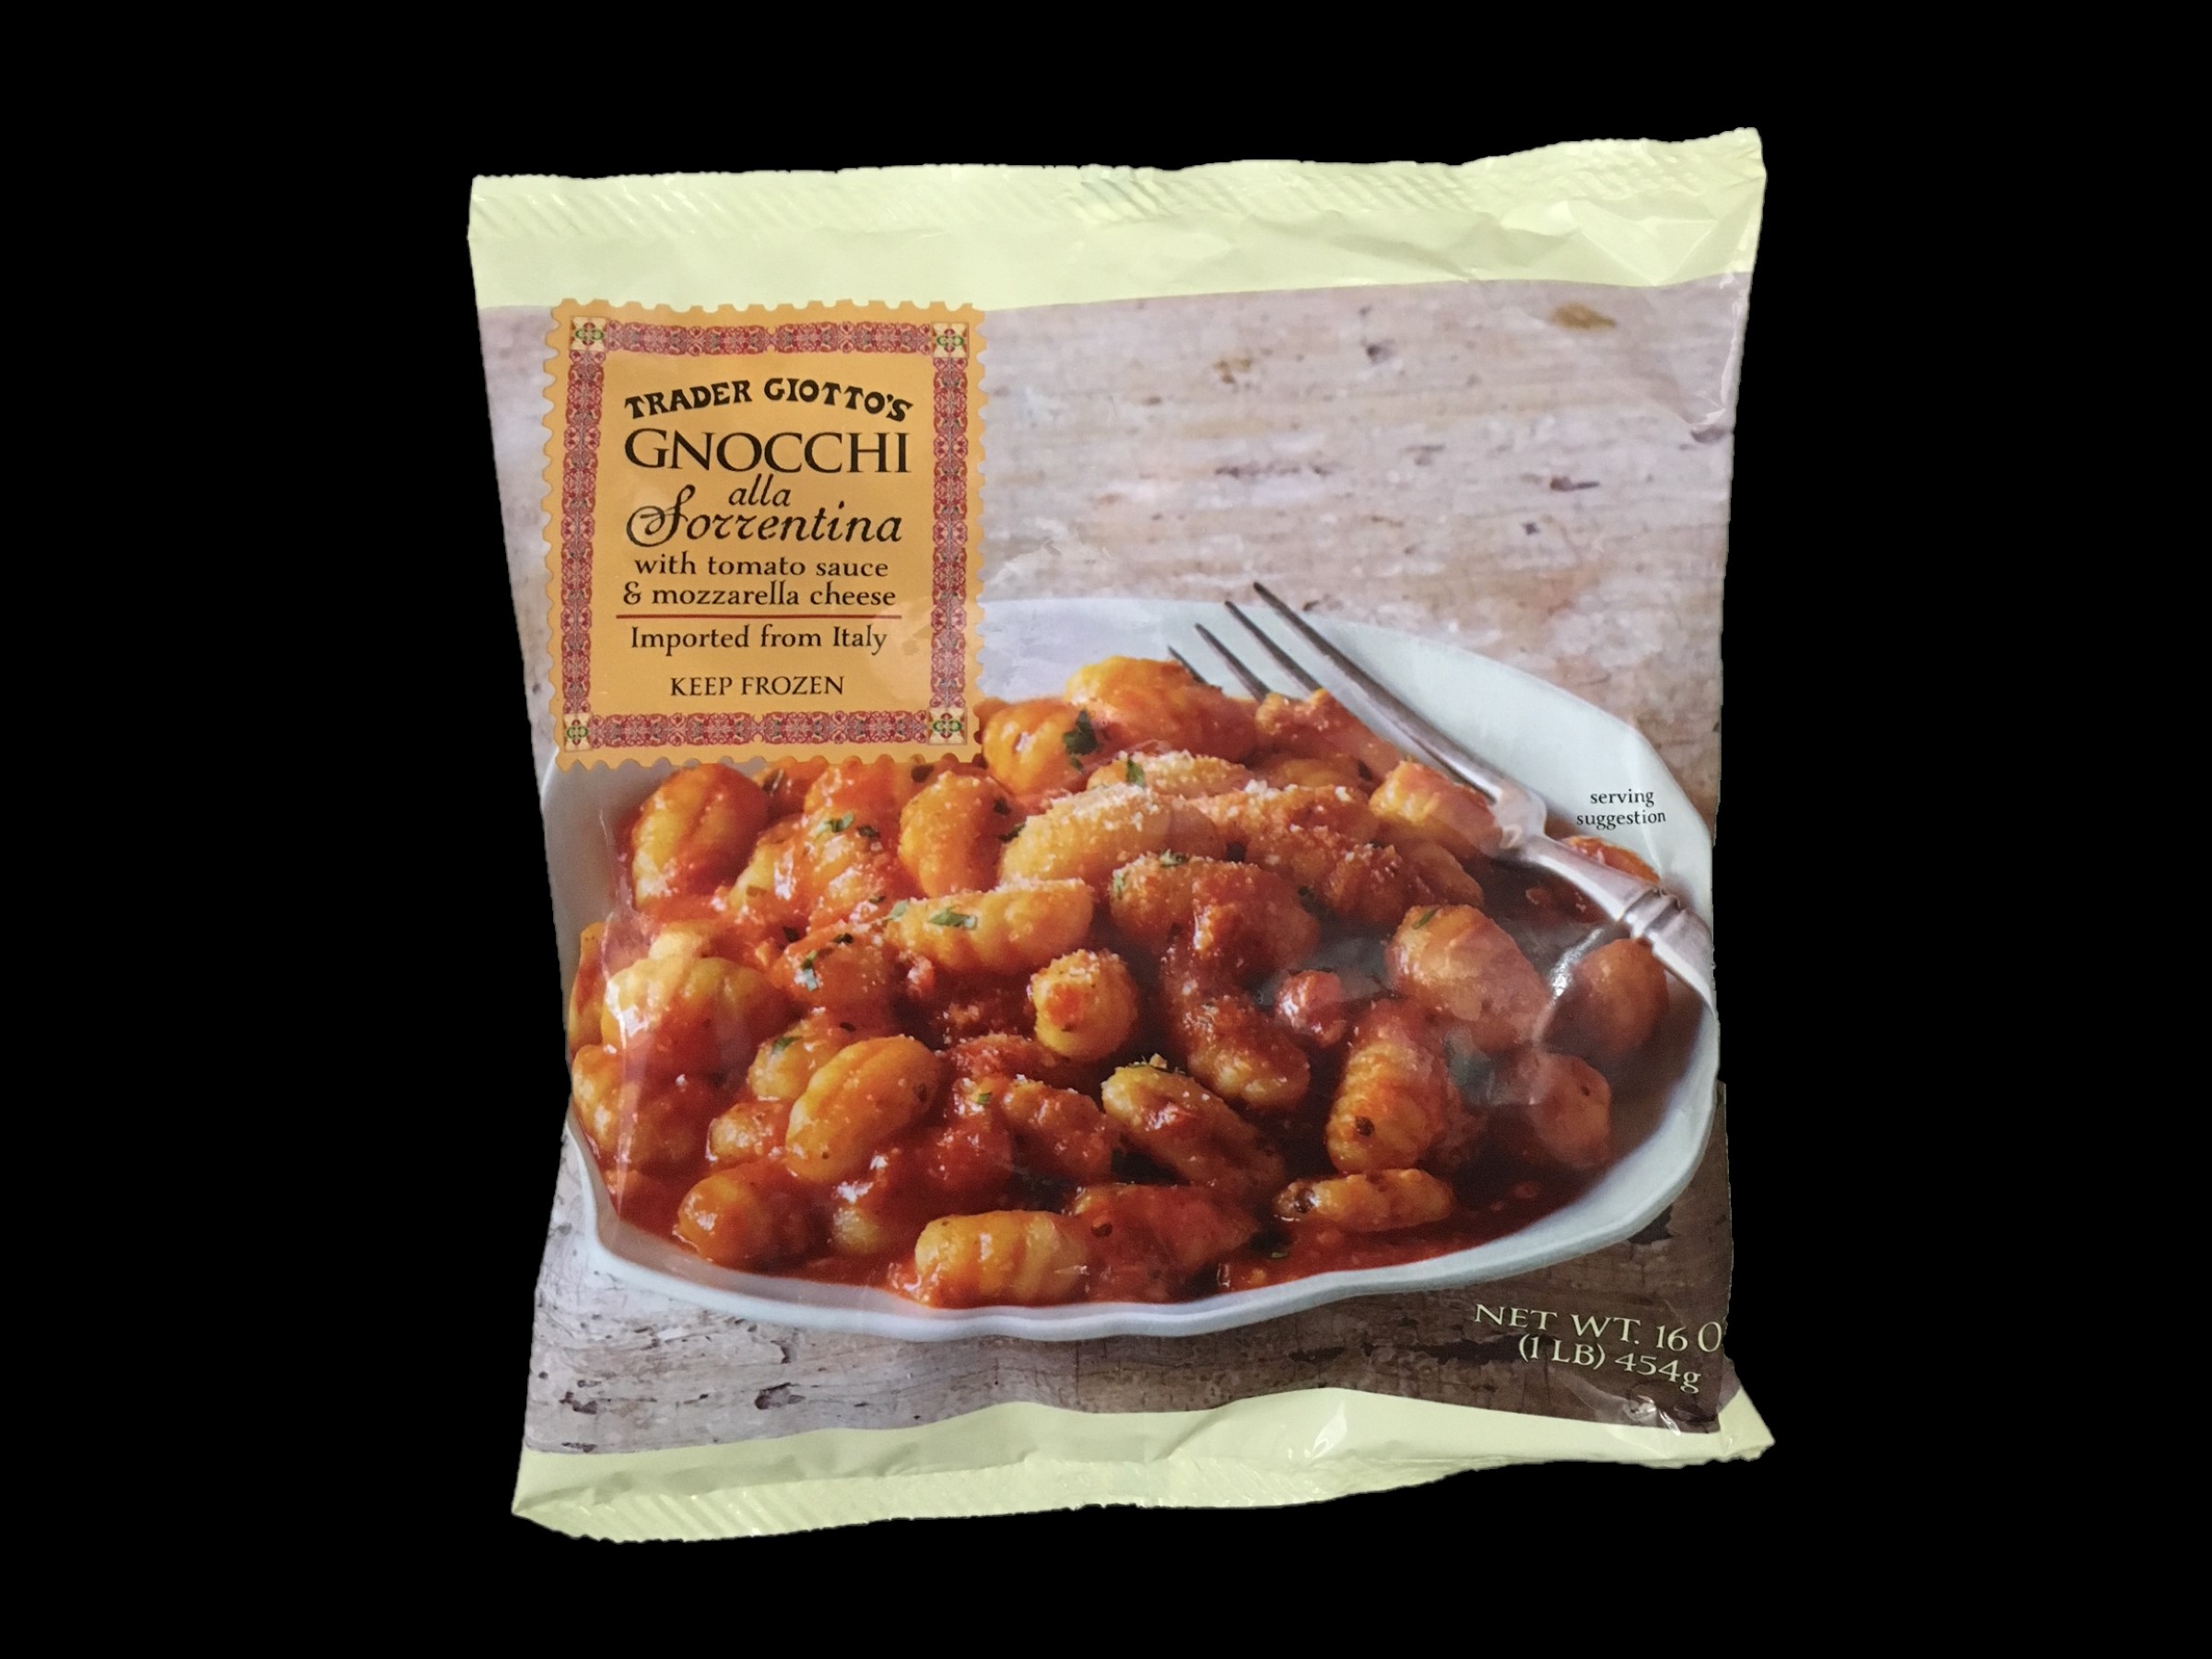 TRADER GIOTTO'S
GNOCCHI
alla
Sorrentina
with tomato sauce
& mozzarella cheese
Imported from Italy
KEEP FROZEN
serving
suggestion
NET WT. 16 O
(1 LB) 454g